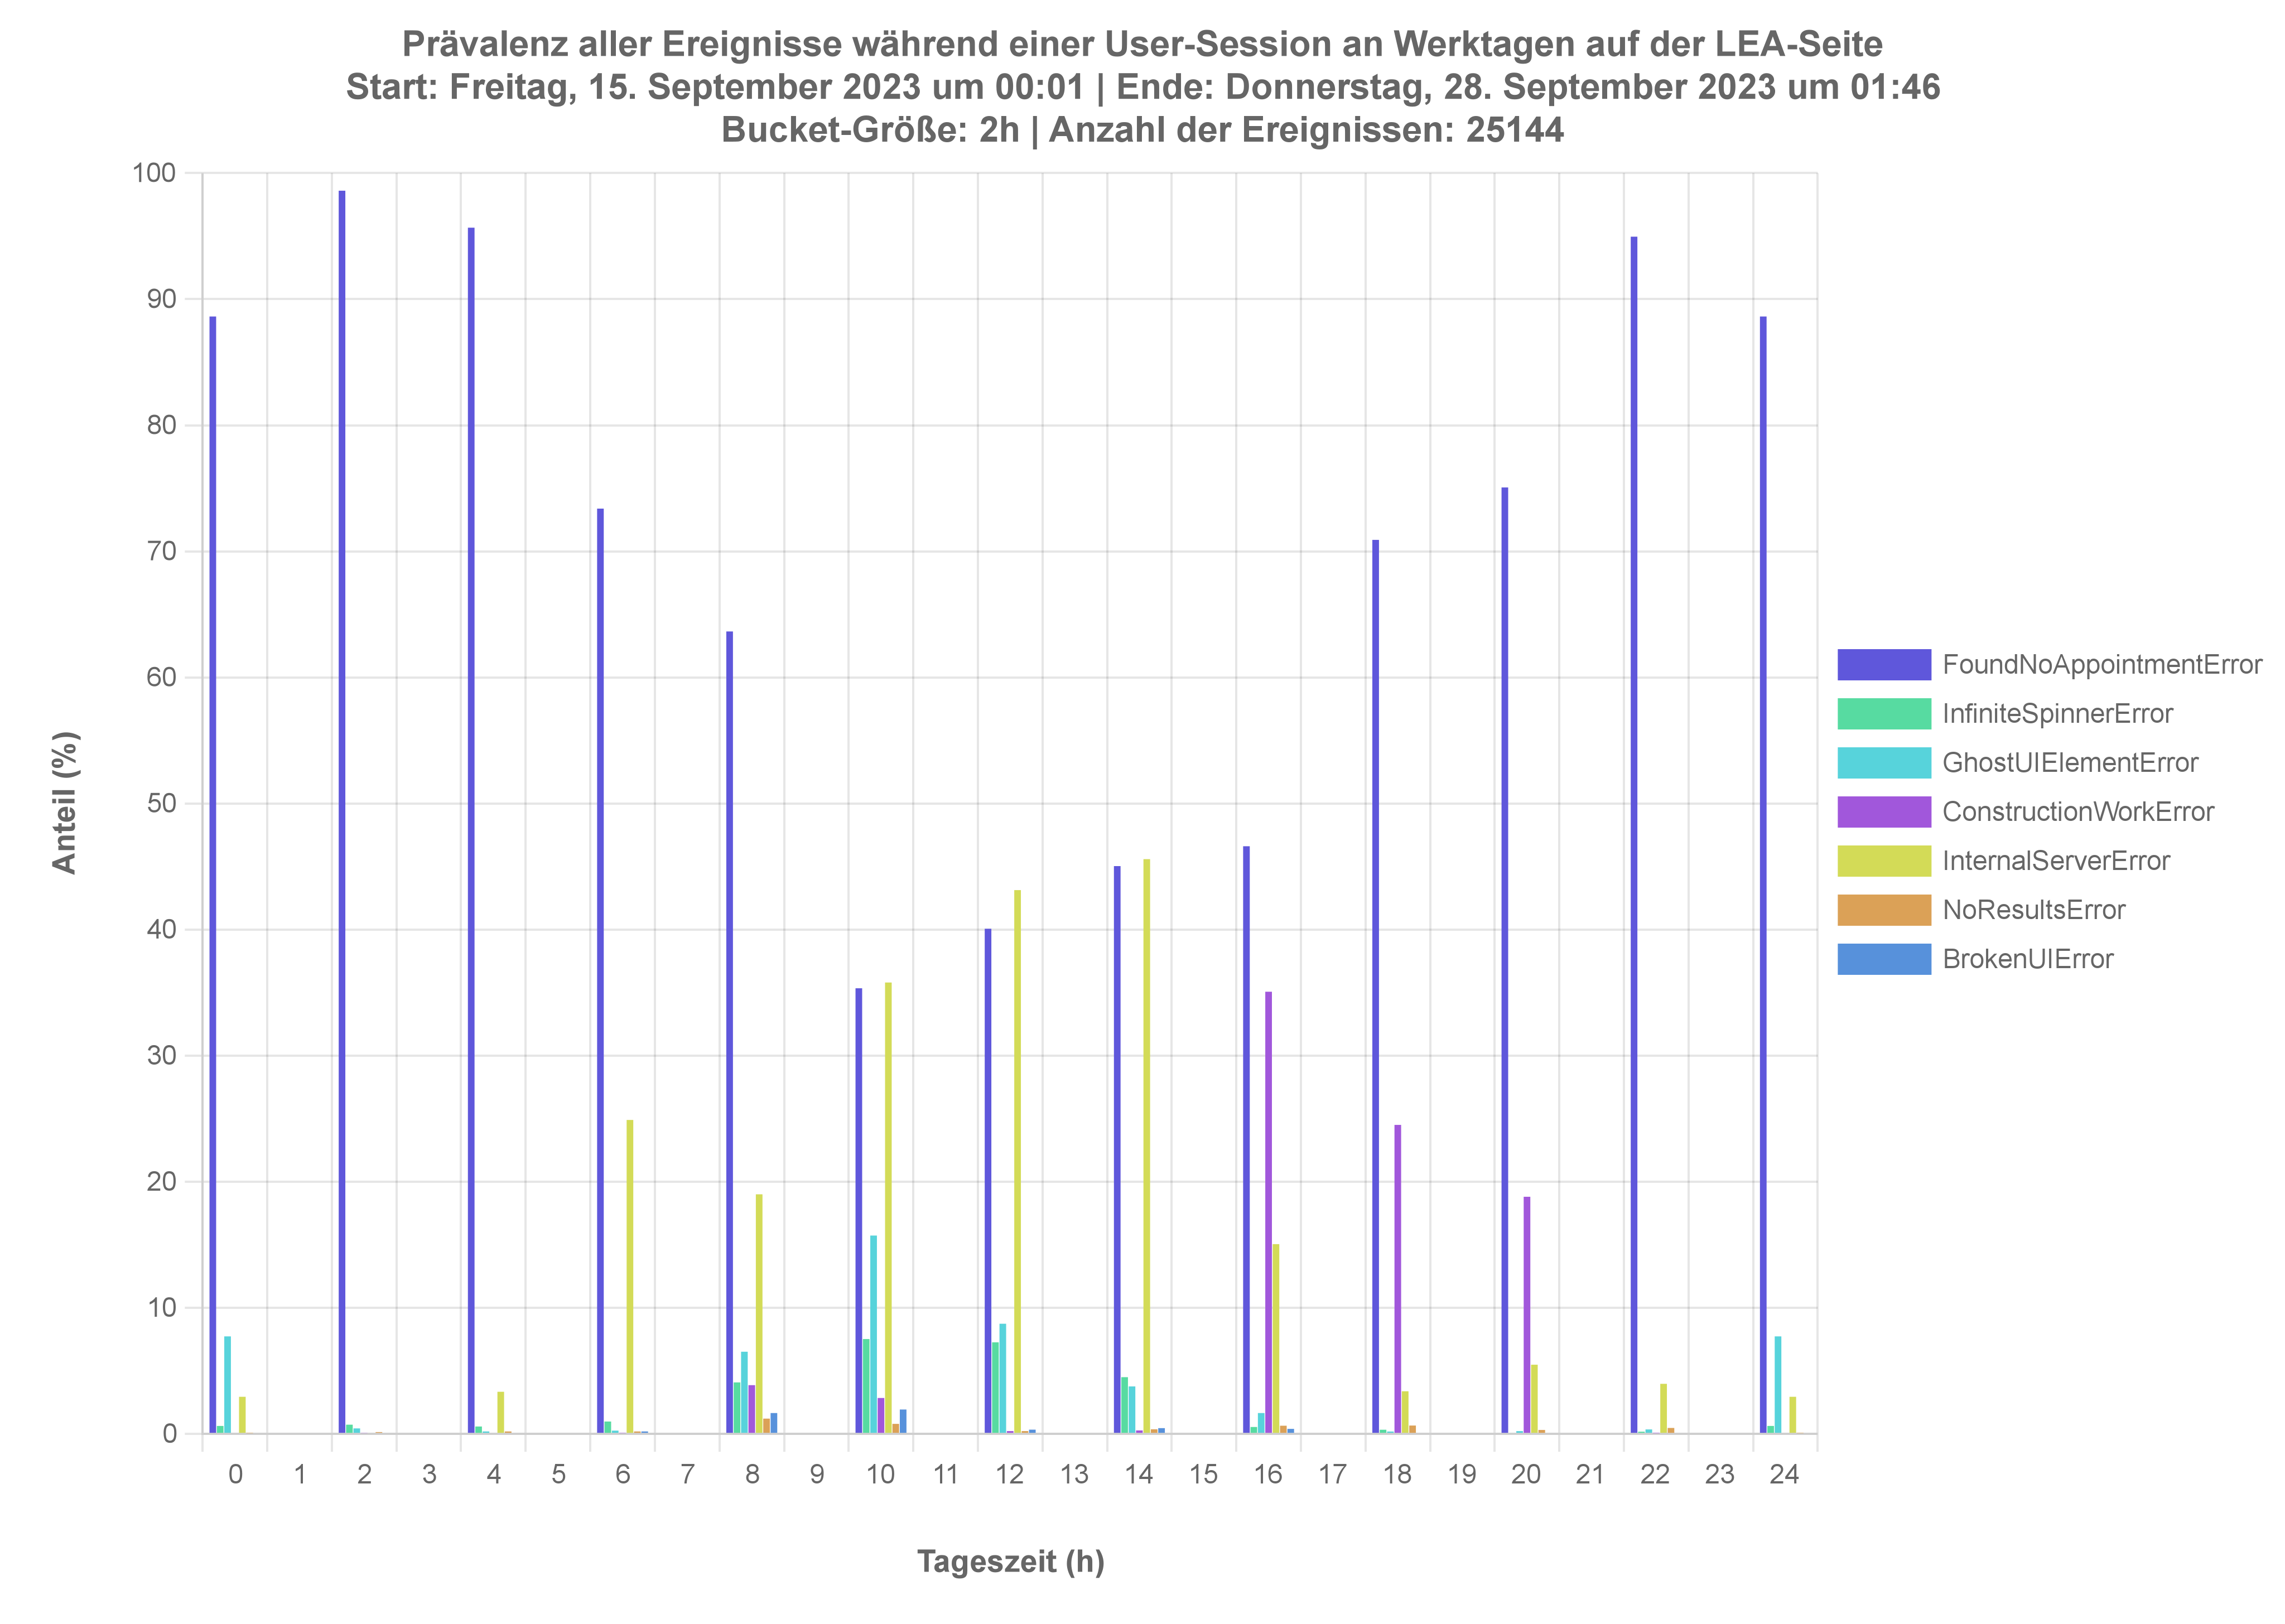 Prävalenz aller Ereignisse während einer User-Session an Werktagen auf der LEA-Seite
Start: Freitag, 15. September 2023 um 00:01 | Ende: Donnerstag, 28. September 2023 um 01:46
Bucket-Größe: 2h | Anzahl der Ereignissen: 25144
100
90
80
70
60
50
40
30
20
10
0
Anteil (%)
0 1 2 3 4 5 6 7 8 9 10 11 12 13 14 15 16 17 18 19 20 21 22 23 24
Tageszeit (h)
FoundNoAppointmentError
InfiniteSpinnerError
GhostUIElementError
ConstructionWorkError
InternalServerError
NoResultsError
BrokenUIError